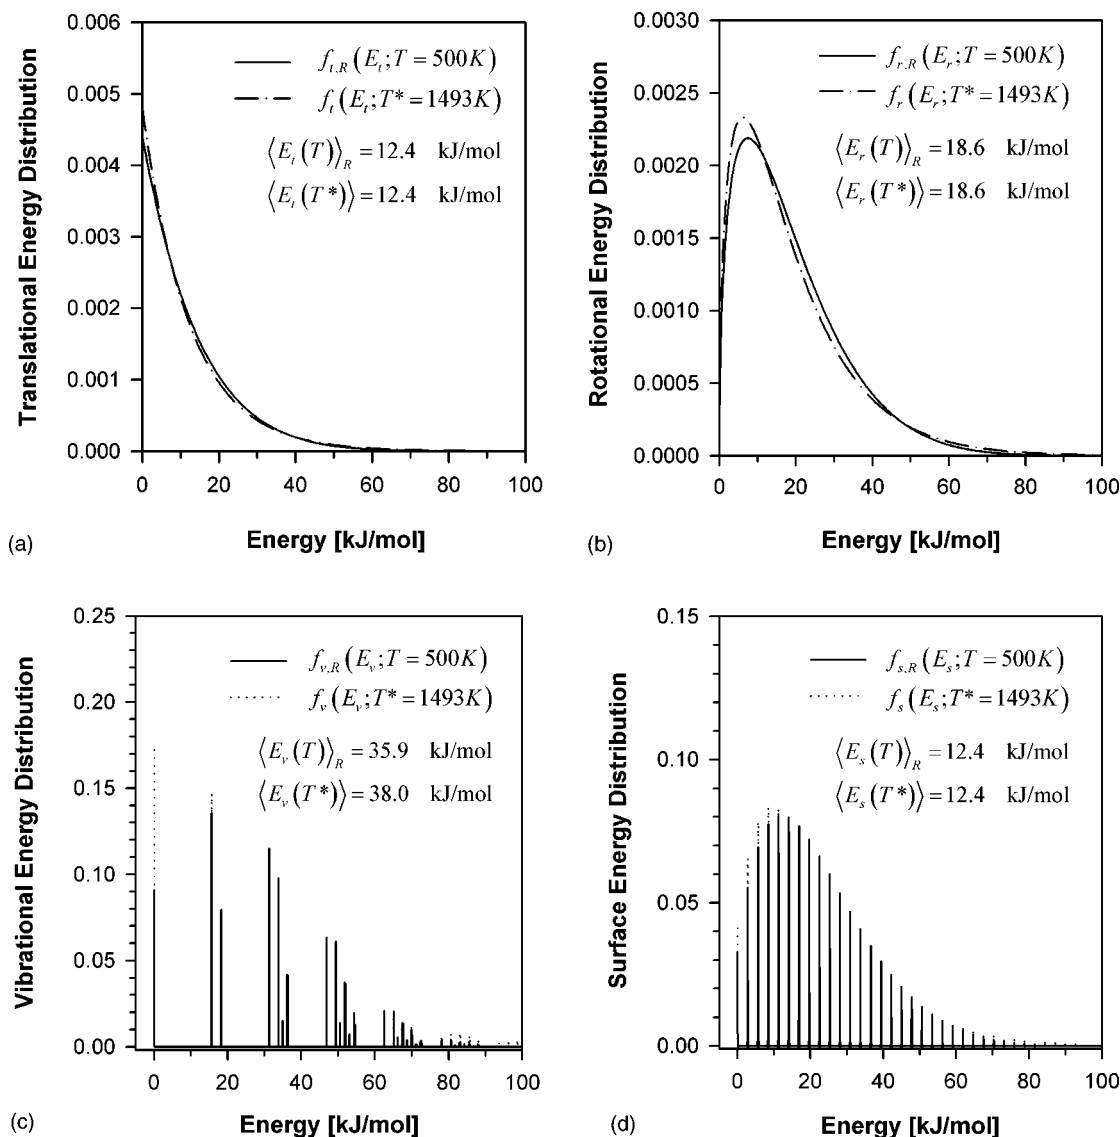 0.006
0.005
0.004
0.003
0.002
0.001
0.000
Translational Energy Distribution
f_{t,R}(E_t;T = 500K)
f_t(E_t;T* = 1493K)
⟨E_t(T)⟩_R = 12.4 kJ/mol
⟨E_t(T*)⟩ = 12.4 kJ/mol
0 20 40 60 80 100
Energy [kJ/mol]
(a)
0.0030
0.0025
0.0020
0.0015
0.0010
0.0005
0.0000
Rotational Energy Distribution
f_{r,R}(E_r;T = 500K)
f_r(E_r;T* = 1493K)
⟨E_r(T)⟩_R = 18.6 kJ/mol
⟨E_r(T*)⟩ = 18.6 kJ/mol
0 20 40 60 80 100
Energy [kJ/mol]
(b)
0.25
0.20
0.15
0.10
0.05
0.00
Vibrational Energy Distribution
f_{v,R}(E_v;T = 500K)
f_v(E_v;T* = 1493K)
⟨E_v(T)⟩_R = 35.9 kJ/mol
⟨E_v(T*)⟩ = 38.0 kJ/mol
0 20 40 60 80 100
Energy [kJ/mol]
(c)
0.15
0.10
0.05
0.00
Surface Energy Distribution
f_{s,R}(E_s;T = 500K)
f_s(E_s;T* = 1493K)
⟨E_s(T)⟩_R = 12.4 kJ/mol
⟨E_s(T*)⟩ = 12.4 kJ/mol
0 20 40 60 80 100
Energy [kJ/mol]
(d)